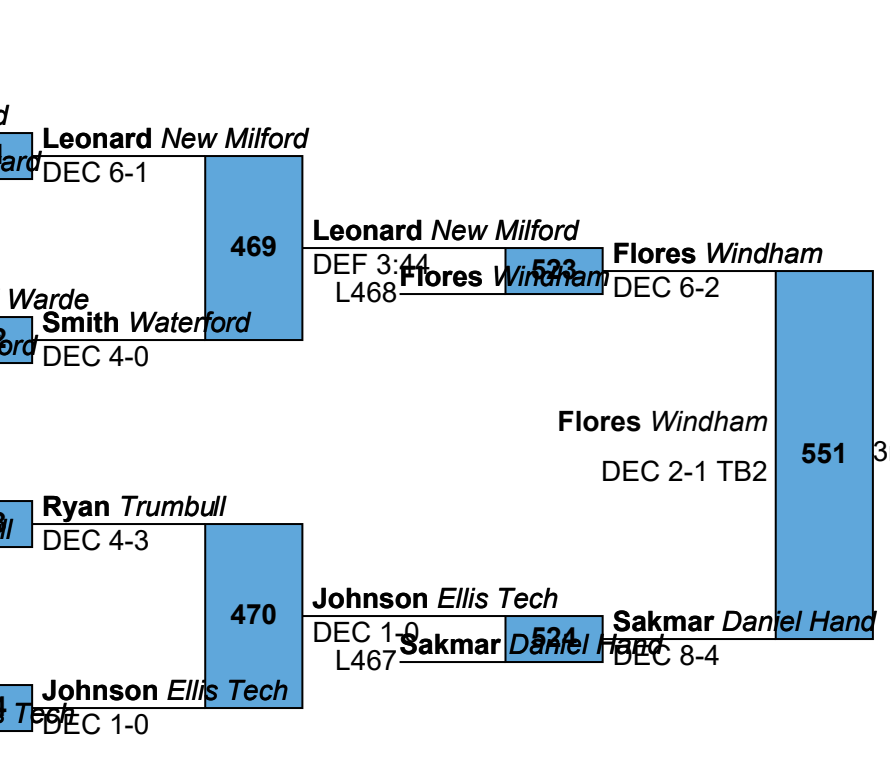 Leonard New Milford
DEC 6-1
469
Leonard New Milford
DEF 3:44
L468
Flores Windham
523
Flores Windham
DEC 6-2
Warde
Smith Waterford
DEC 4-0
Flores Windham
DEC 2-1 TB2
551
Ryan Trumbull
DEC 4-3
470
Johnson Ellis Tech
DEC 1-0
L467
Sakmar Daniel Hand
524
Sakmar Daniel Hand
DEC 8-4
Johnson Ellis Tech
DEC 1-0
Tech